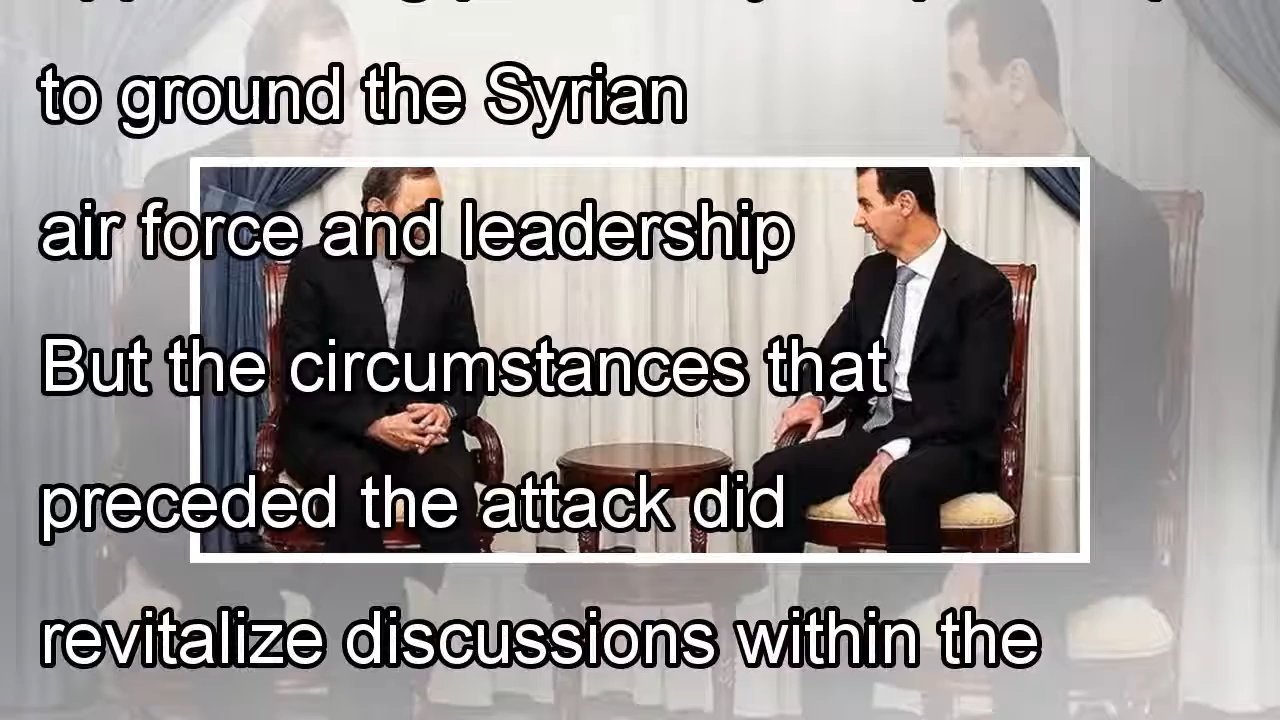 to ground the Syrian
air force and leadership
But the circumstances that
preceded the attack did
revitalize discussions within the